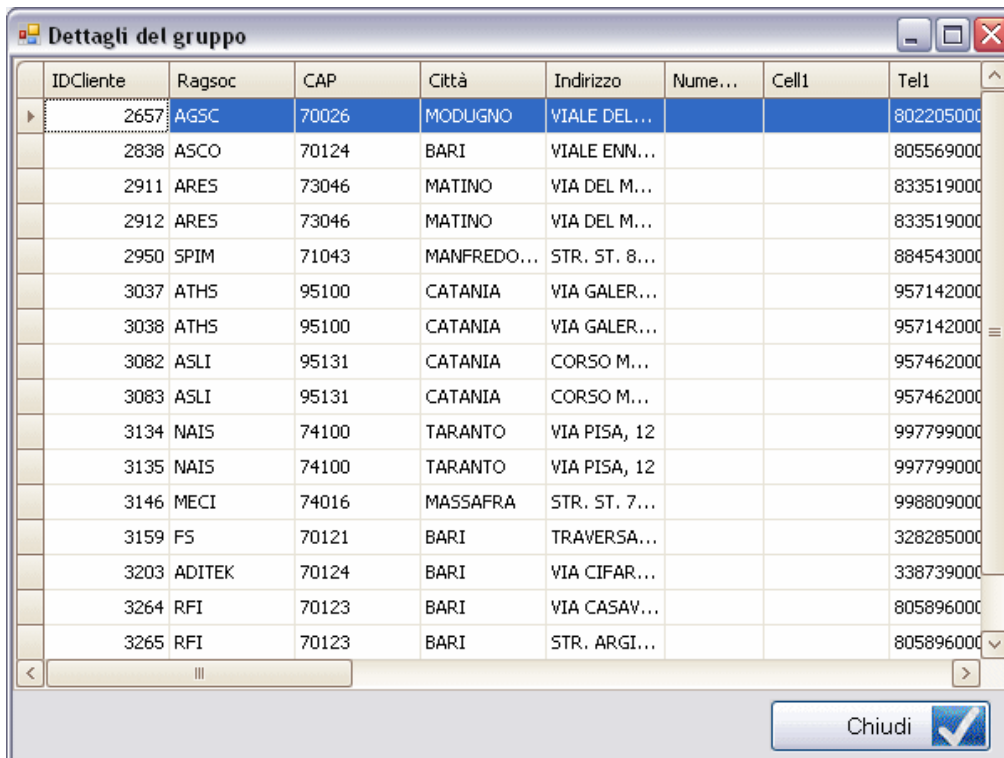 Dettagli del gruppo
IDCliente Ragsoc CAP Città Indirizzo Nume... Cell1 Tel1
2657 AGSC 70026 MODUGNO VIALE DEL... 802205000
2838 ASCO 70124 BARI VIALE ENN... 805569000
2911 ARES 73046 MATINO VIA DEL M... 833519000
2912 ARES 73046 MATINO VIA DEL M... 833519000
2950 SPIM 71043 MANFREDO... STR. ST. 8... 884543000
3037 ATHS 95100 CATANIA VIA GALER... 957142000
3038 ATHS 95100 CATANIA VIA GALER... 957142000
3082 ASLI 95131 CATANIA CORSO M... 957462000
3083 ASLI 95131 CATANIA CORSO M... 957462000
3134 NAIS 74100 TARANTO VIA PISA, 12 997799000
3135 NAIS 74100 TARANTO VIA PISA, 12 997799000
3146 MECI 74016 MASSAFRA STR. ST. 7... 998809000
3159 FS 70121 BARI TRAVERSA... 328285000
3203 ADITEK 70124 BARI VIA CIFAR... 338739000
3264 RFI 70123 BARI VIA CASAV... 805896000
3265 RFI 70123 BARI STR. ARGI... 805896000
Chiudi